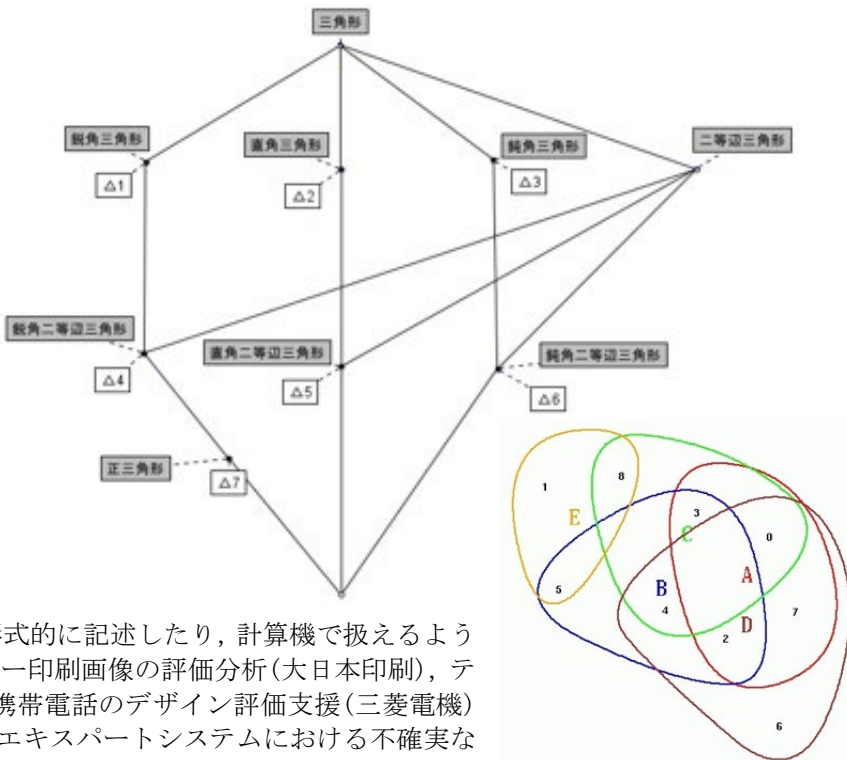 三角形
鋭角三角形
直角三角形
鈍角三角形
二等辺三角形
△1
△2
△3
鋭角二等辺三角形
直角二等辺三角形
鈍角二等辺三角形
△4
△5
△6
正三角形
△7
1
8
E
3
C
0
5
B
A
4
7
2
D
6
式的に記述したり, 計算機で扱えるよう
ー印刷画像の評価分析(大日本印刷), テ
携帯電話のデザイン評価支援(三菱電機)
エキスパートシステムにおける不確実な